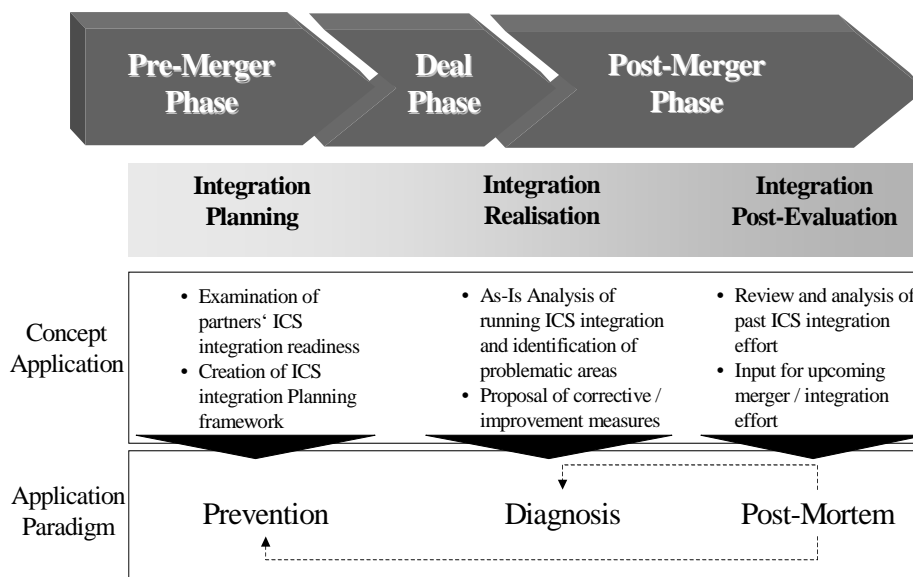 Pre-Merger
Phase
Deal
Phase
Post-Merger
Phase
Integration
Planning
Integration
Realisation
Integration
Post-Evaluation
Concept
Application
• Examination of
partners‘ ICS
integration readiness
• Creation of ICS
integration Planning
framework
• As-Is Analysis of
running ICS integration
and identification of
problematic areas
• Proposal of corrective /
improvement measures
• Review and analysis of
past ICS integration
effort
• Input for upcoming
merger / integration
effort
Application
Paradigm
Prevention
Diagnosis
Post-Mortem